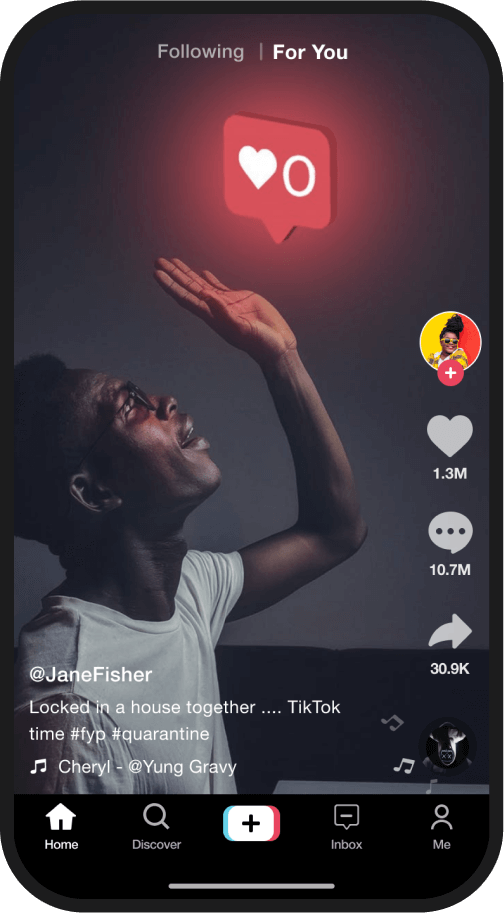 Following | For You
0
1.3M
10.7M
30.9K
@JaneFisher
Locked in a house together .... TikTok
time #fyp #quarantine
Cheryl - @Yung Gravy
Home Discover Inbox Me